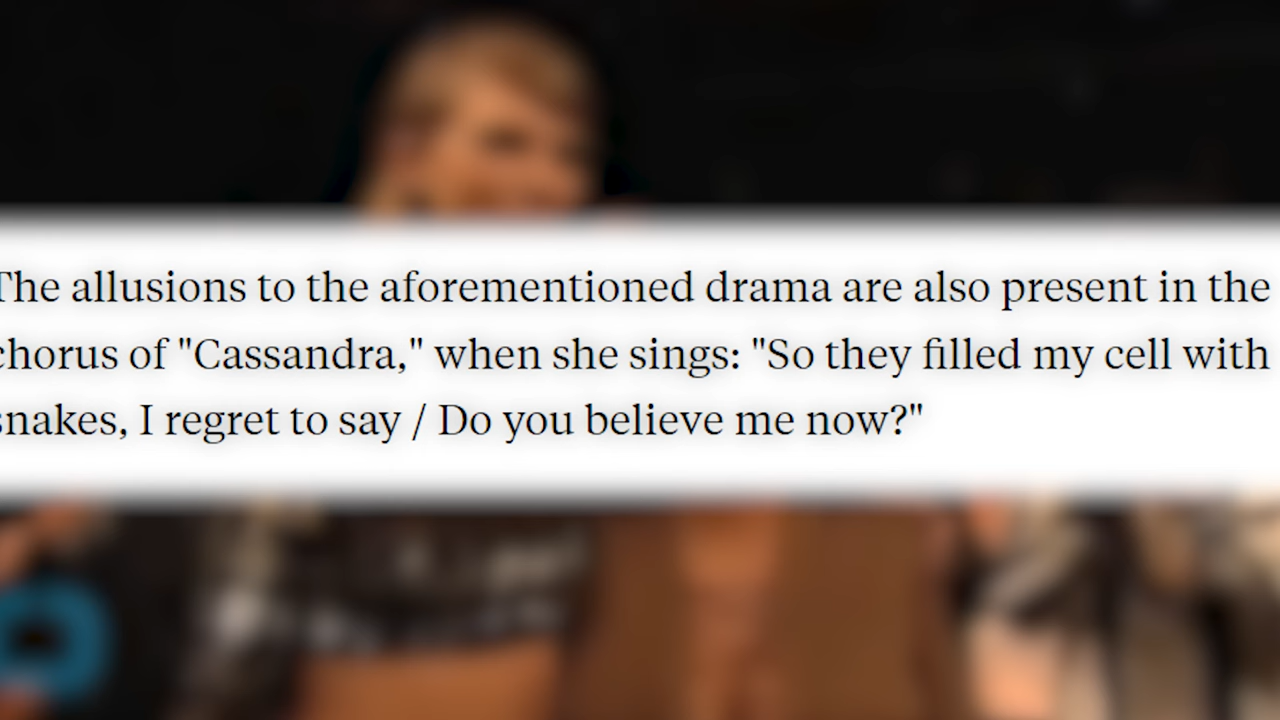 The allusions to the aforementioned drama are also present in the
chorus of "Cassandra," when she sings: "So they filled my cell with
snakes, I regret to say / Do you believe me now?"